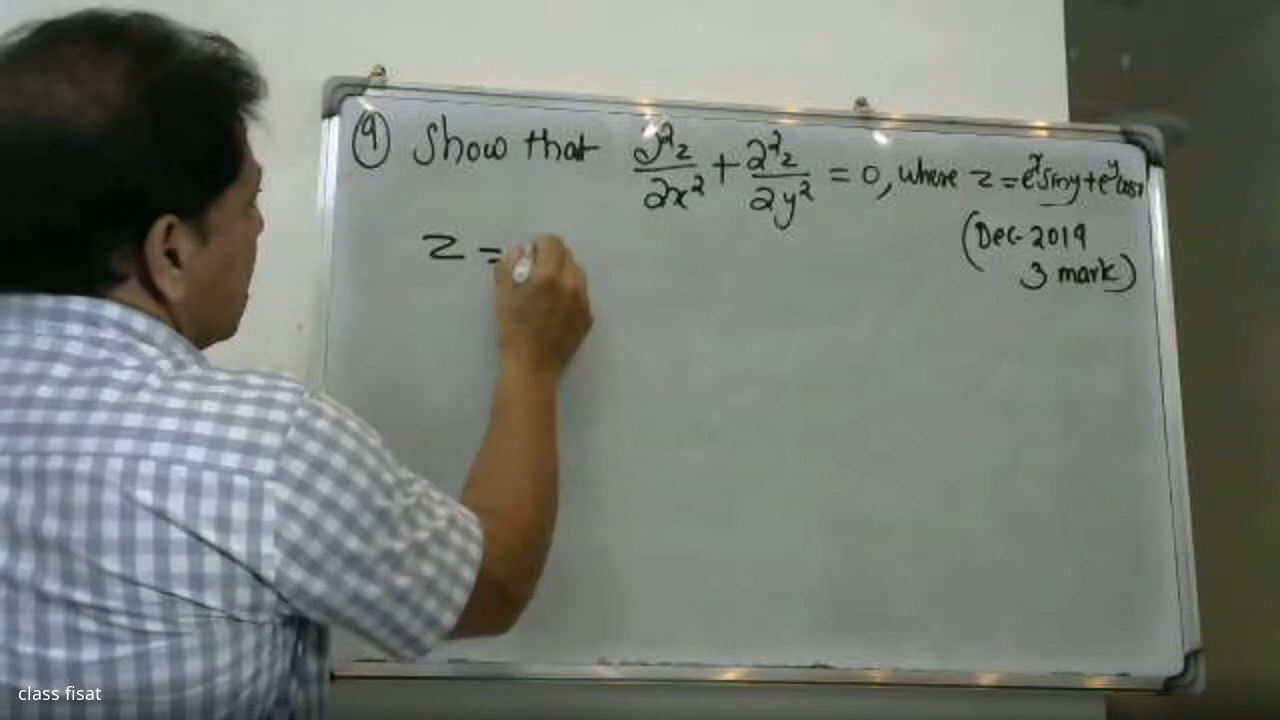 (9) Show that ∂²z/∂x² + ∂²z/∂y² = 0, where z = eˣsiny + eʸcosx
(Dec-2019
3 mark)
z =
class fisat